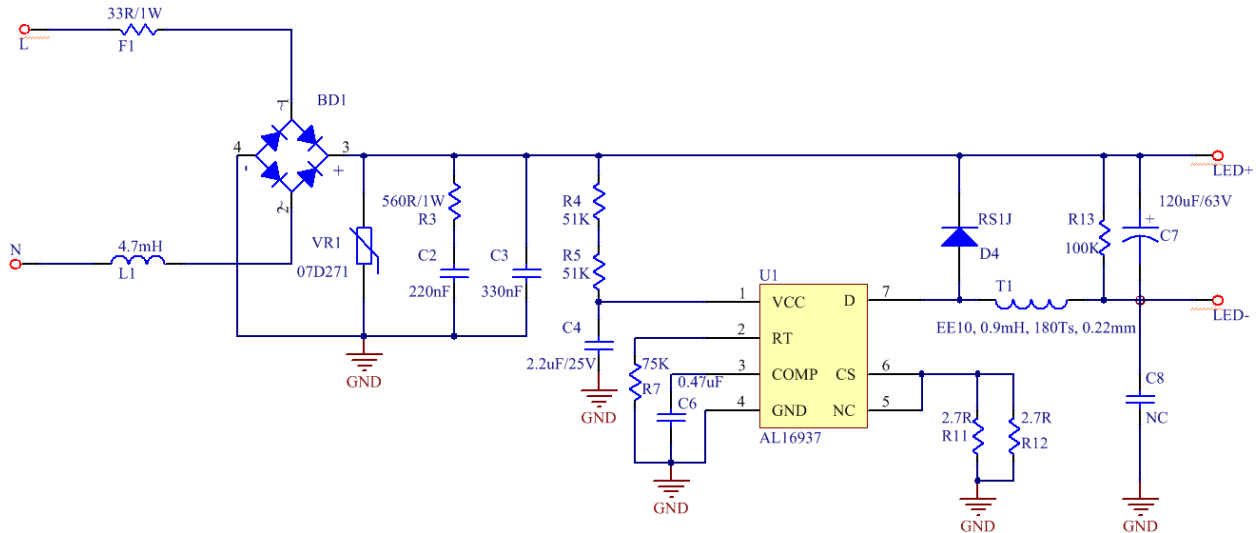 33R/1W
L
F1
~1
BD1
4
3
-
+
LED+
560R/1W
R3
R4
51K
RS1J
D4
R13
100K
120uF/63V
+
C7
~2
N
4.7mH
L1
VR1
07D271
C2
220nF
C3
330nF
R5
51K
U1
T1
1
VCC
D
7
LED-
EE10, 0.9mH, 180Ts, 0.22mm
C4
2.2uF/25V
2
RT
GND
75K
R7
3
COMP
CS
6
0.47uF
C6
C8
GND
4
GND
NC
5
2.7R
R11
2.7R
R12
NC
AL16937
GND
GND
GND